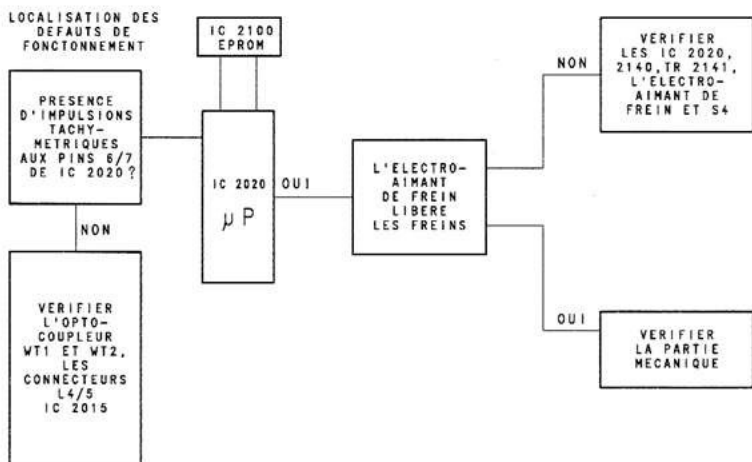 LOCALISATION DES
DEFAUTS DE
FONCTONNEMENT
PRESENCE
D'IMPULSIONS
TACHY-
METRIQUES
AUX PINS 6/7
DE IC 2020?
NON
VERIFIER
L'OPTO-
COUPLEUR
WT1 ET WT2,
LES
CONNECTEURS
L4/5
IC 2015
IC 2100
EPROM
IC 2020
µP
OUI
L'ELECTRO-
AIMANT
DE FREIN
LIBERE
LES FREINS
NON
VERIFIER
LES IC 2020,
2140, TR 2141,
L'ELECTRO-
AIMANT DE
FREIN ET S4
OUI
VERIFIER
LA PARTIE
MECANIQUE